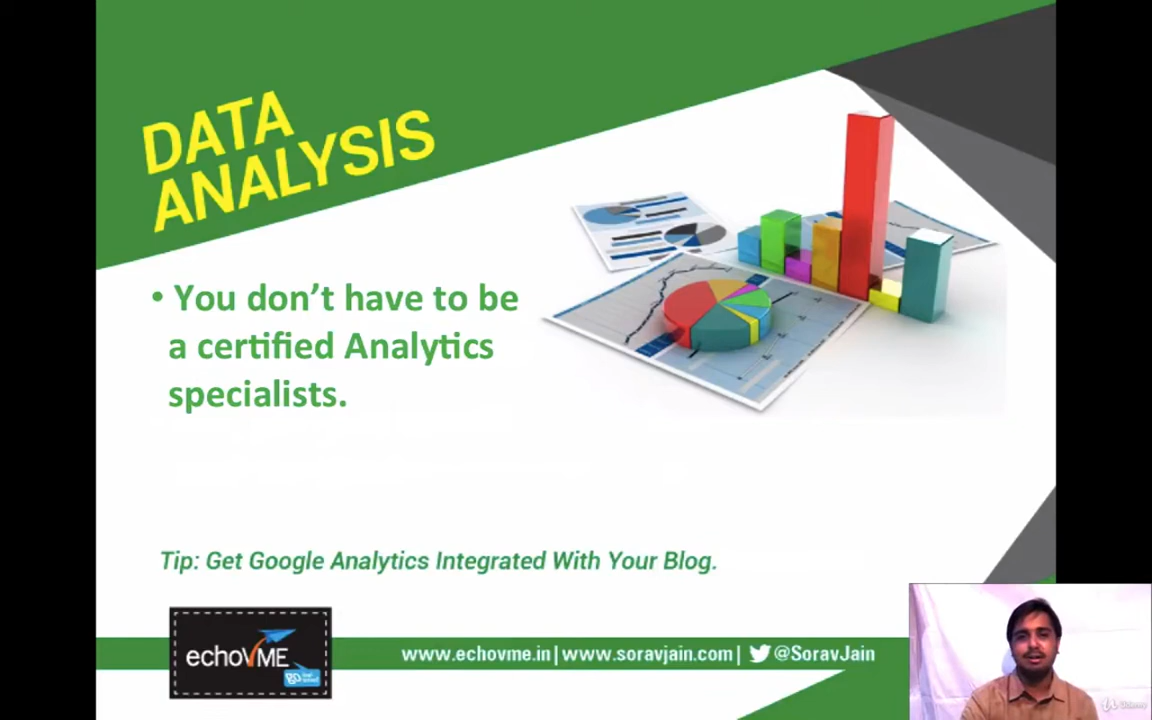 DATA
ANALYSIS
• You don't have to be
a certified Analytics
specialists.
Tip: Get Google Analytics Integrated With Your Blog.
echoVME
www.echovme.in|www.soravjain.com| @SoravJain
Udemy